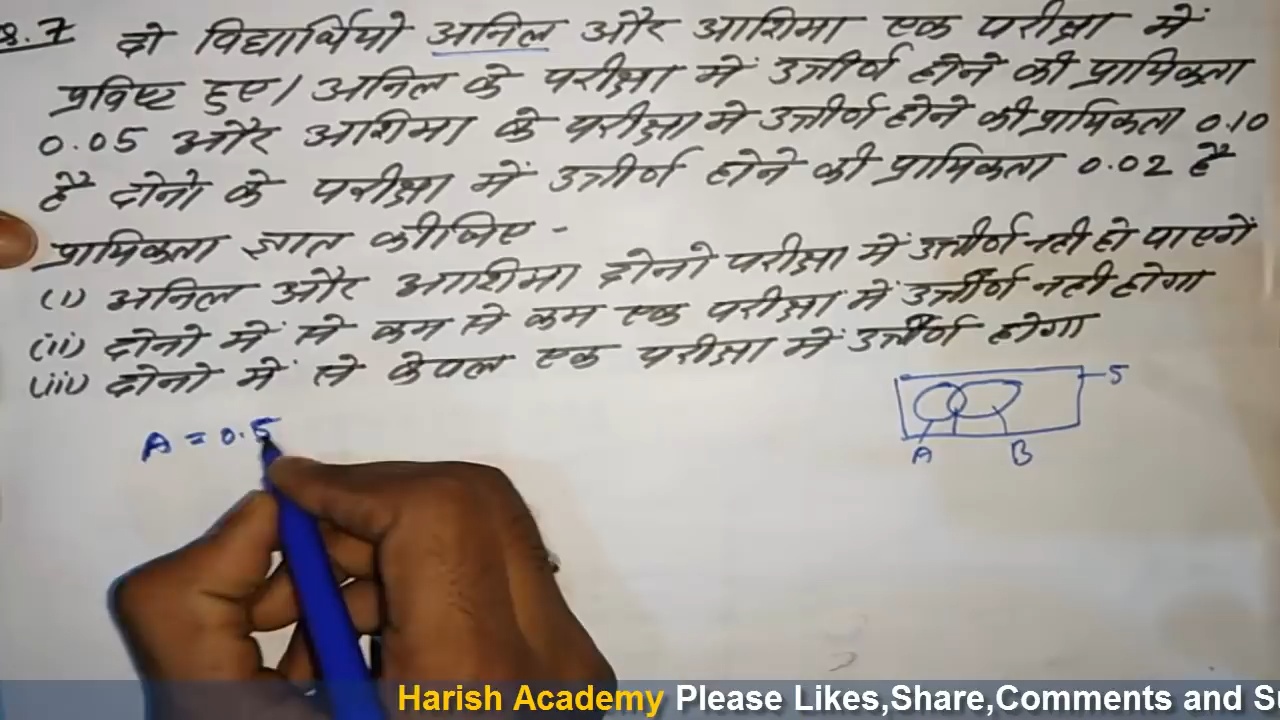 8.7 दो विद्यार्थियो अनिल और आशिमा एक परीक्षा में
प्रविष्ट हुए। अनिल के परीक्षा में उत्तीर्ण होने की प्रायिकता
0.05 और आशिमा के परीक्षा मे उत्तीर्ण होने की प्रायिकता 0.10
है दोनो के परीक्षा में उत्तीर्ण होने की प्रायिकता 0.02 है
प्रायिकता ज्ञात कीजिए -
(i) अनिल और आशिमा दोनो परीक्षा में उत्तीर्ण नही हो पाएगें
(ii) दोनो में से कम से कम एक परीक्षा में उत्तीर्ण नही होगा
(iii) दोनो में से केवल एक परीक्षा में उत्तीर्ण होगा
S
A B
A = 0.5
Harish Academy Please Likes,Share,Comments and S